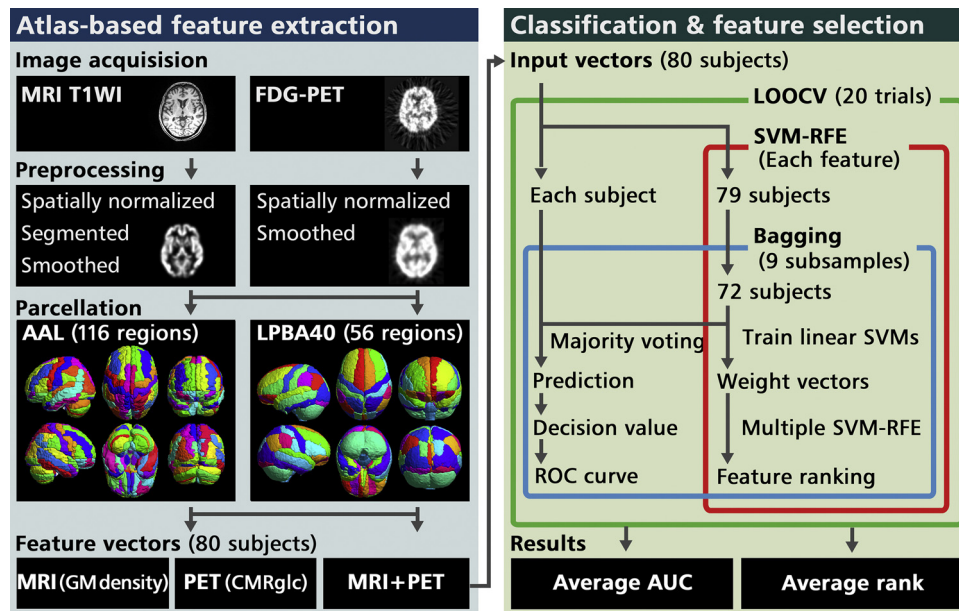 Atlas-based feature extraction
Image acquisision
MRI T1WI
FDG-PET
Preprocessing
Spatially normalized
Segmented
Smoothed
Spatially normalized
Smoothed
Parcellation
AAL (116 regions)
LPBA40 (56 regions)
Feature vectors (80 subjects)
MRI (GM density)
PET (CMRglc)
MRI+PET
Classification & feature selection
Input vectors (80 subjects)
LOOCV (20 trials)
SVM-RFE
(Each feature)
Each subject
79 subjects
Bagging
(9 subsamples)
72 subjects
Majority voting
Train linear SVMs
Prediction
Weight vectors
Decision value
Multiple SVM-RFE
ROC curve
Feature ranking
Results
Average AUC
Average rank